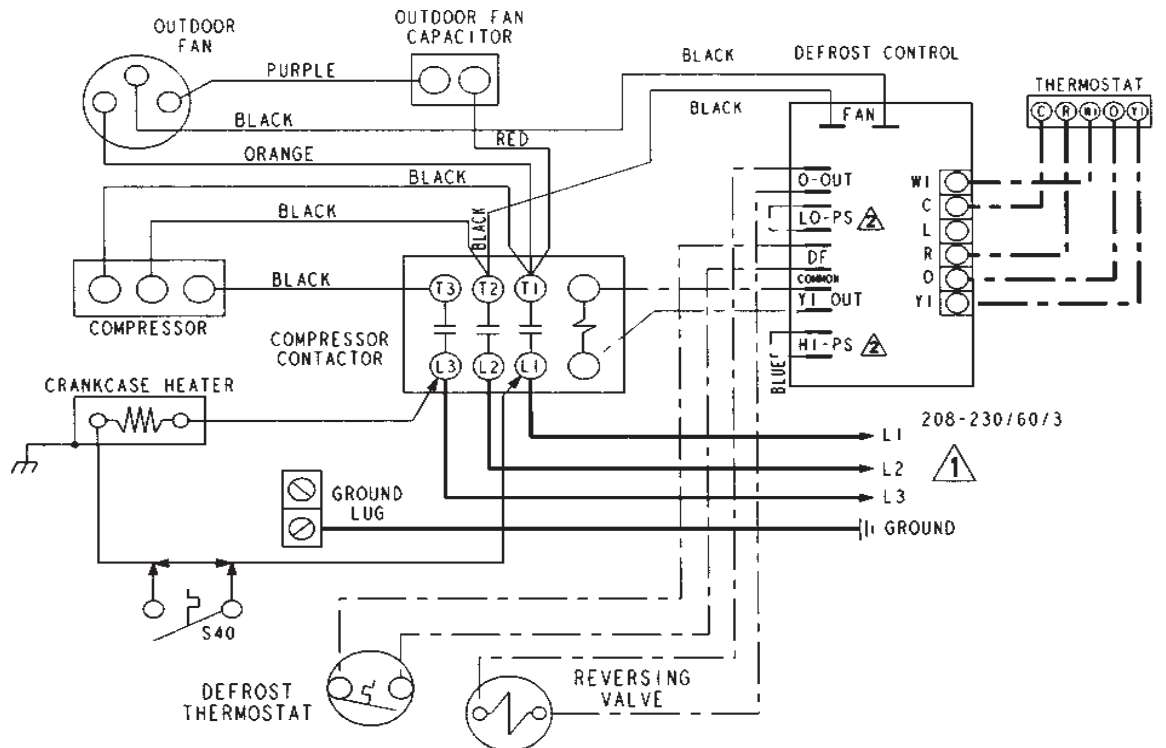 OUTDOOR
FAN
OUTDOOR FAN
CAPACITOR
PURPLE
BLACK
DEFROST CONTROL
THERMOSTAT
C R W1 O Y1
BLACK
BLACK
RED
FAN
ORANGE
BLACK
BLACK
BLACK
O-OUT
LO-PS 2
DF
COMMON
Y1 OUT
HI-PS 2
BLUE
W1
C
L
R
O
Y1
BLACK
T3 T2 T1
COMPRESSOR
COMPRESSOR
CONTACTOR
L3 L2 L1
CRANKCASE HEATER
208-230/60/3
L1
1
L2
L3
GROUND
LUG
GROUND
S40
DEFROST
THERMOSTAT
REVERSING
VALVE